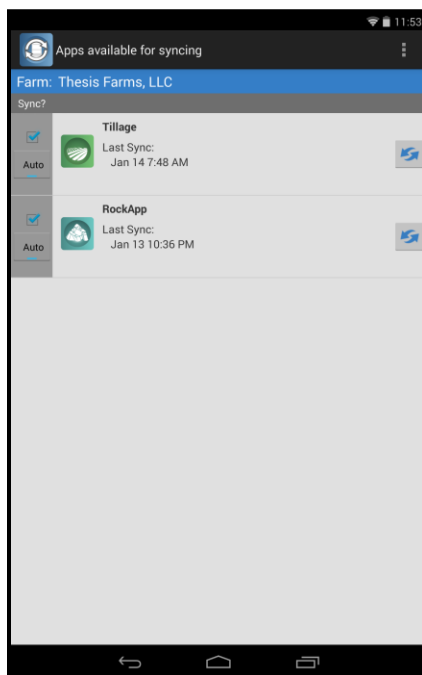 11:53
Apps available for syncing
Farm: Thesis Farms, LLC
Sync?
Tillage
Last Sync:
Auto
Jan 14 7:48 AM
RockApp
Last Sync:
Auto
Jan 13 10:36 PM